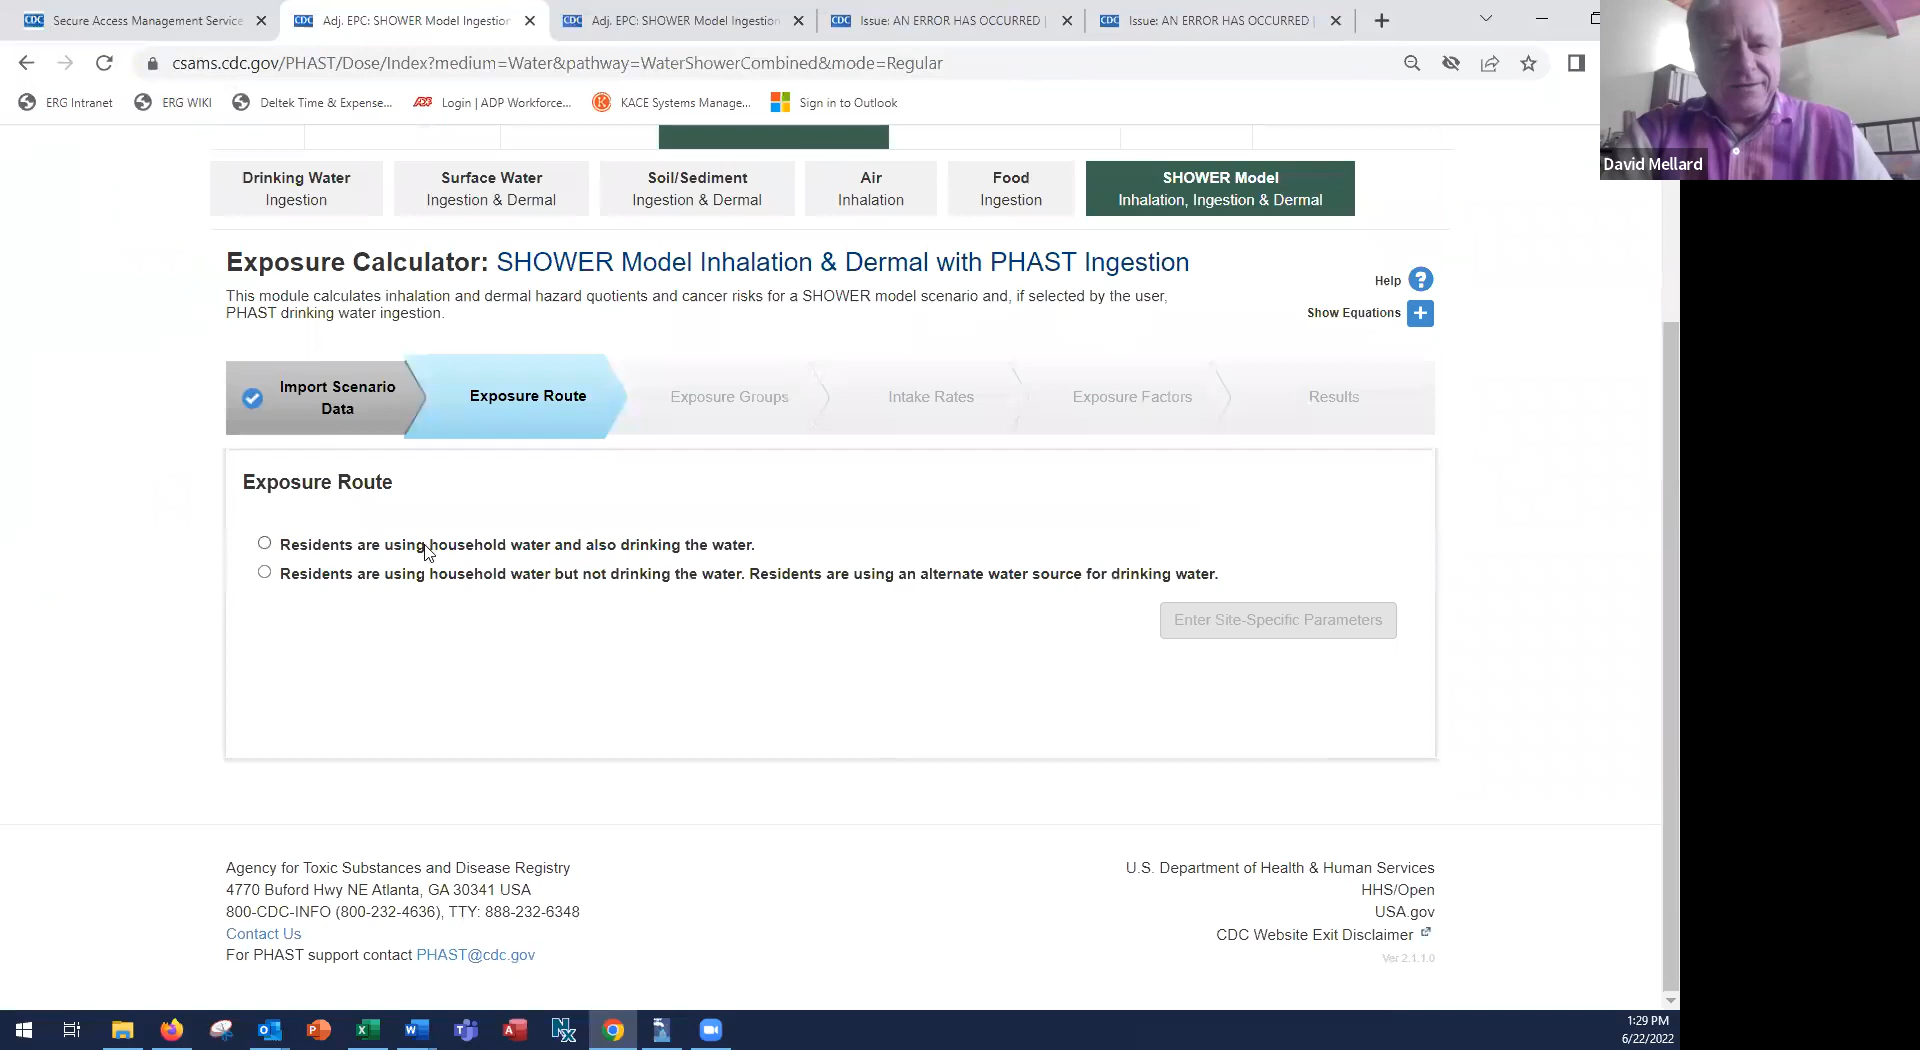 CDC Secure Access Management Service
CDC Adj. EPC: SHOWER Model Ingestion
CDC Adj. EPC: SHOWER Model Ingestion
CDC Issue: AN ERROR HAS OCCURRED |
CDC Issue: AN ERROR HAS OCCURRED |
csams.cdc.gov/PHAST/Dose/Index?medium=Water&pathway=WaterShowerCombined&mode=Regular
ERG Intranet
ERG WIKI
Deltek Time & Expense...
ADP Login | ADP Workforce...
K KACE Systems Manage...
Sign in to Outlook
David Mellard
Drinking Water
Ingestion
Surface Water
Ingestion & Dermal
Soil/Sediment
Ingestion & Dermal
Air
Inhalation
Food
Ingestion
SHOWER Model
Inhalation, Ingestion & Dermal
Exposure Calculator: SHOWER Model Inhalation & Dermal with PHAST Ingestion
This module calculates inhalation and dermal hazard quotients and cancer risks for a SHOWER model scenario and, if selected by the user,
PHAST drinking water ingestion.
Help ?
Show Equations +
Import Scenario
Data
Exposure Route
Exposure Groups
Intake Rates
Exposure Factors
Results
Exposure Route
Residents are using household water and also drinking the water.
Residents are using household water but not drinking the water. Residents are using an alternate water source for drinking water.
Enter Site-Specific Parameters
Agency for Toxic Substances and Disease Registry
4770 Buford Hwy NE Atlanta, GA 30341 USA
800-CDC-INFO (800-232-4636), TTY: 888-232-6348
Contact Us
For PHAST support contact PHAST@cdc.gov
U.S. Department of Health & Human Services
HHS/Open
USA.gov
CDC Website Exit Disclaimer
Ver.2.1.1.0
1:29 PM
6/22/2022